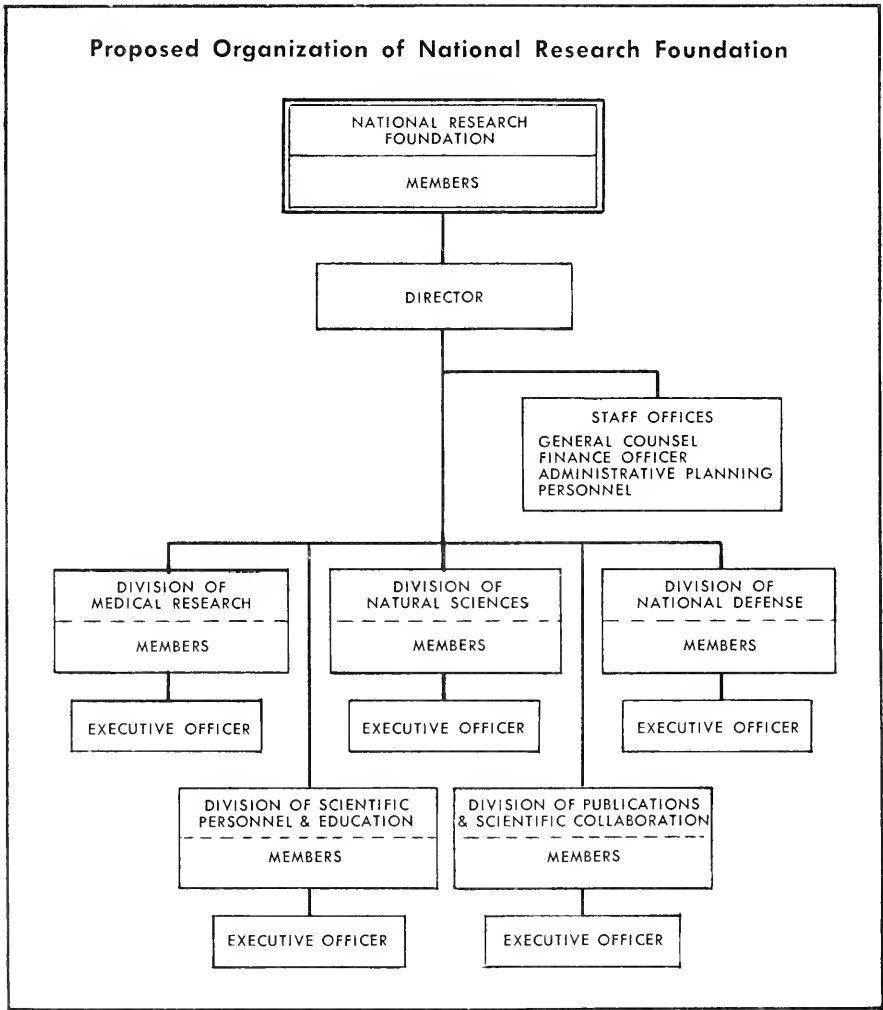 Proposed Organization of National Research Foundation
NATIONAL RESEARCH
FOUNDATION
MEMBERS
DIRECTOR
STAFF OFFICES
GENERAL COUNSEL
FINANCE OFFICER
ADMINISTRATIVE PLANNING
PERSONNEL
DIVISION OF
MEDICAL RESEARCH
MEMBERS
EXECUTIVE OFFICER
DIVISION OF
NATURAL SCIENCES
MEMBERS
EXECUTIVE OFFICER
DIVISION OF
NATIONAL DEFENSE
MEMBERS
EXECUTIVE OFFICER
DIVISION OF SCIENTIFIC
PERSONNEL & EDUCATION
MEMBERS
EXECUTIVE OFFICER
DIVISION OF PUBLICATIONS
& SCIENTIFIC COLLABORATION
MEMBERS
EXECUTIVE OFFICER